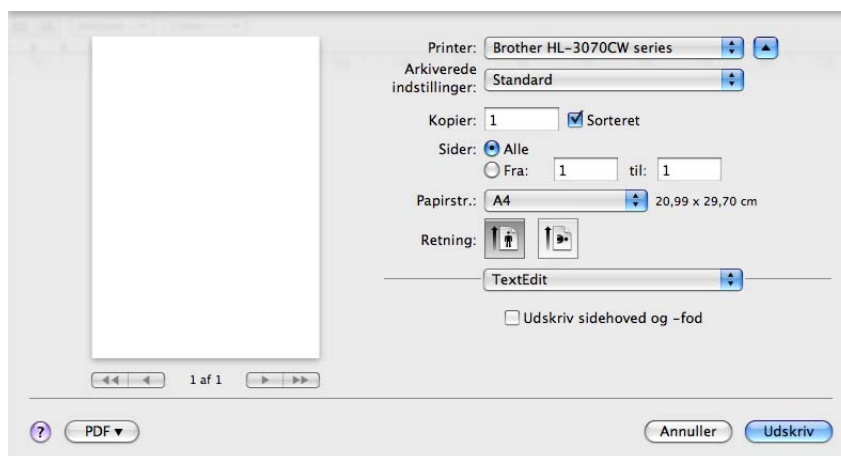 Printer: Brother HL-3070CW series
Arkiverede
indstillinger: Standard
Kopier: 1 Sorteret
Sider: Alle
Fra: 1 til: 1
Papirstr.: A4 20,99 x 29,70 cm
Retning:
TextEdit
Udskriv sidehoved og -fod
1 af 1
? PDF Annuller Udskriv